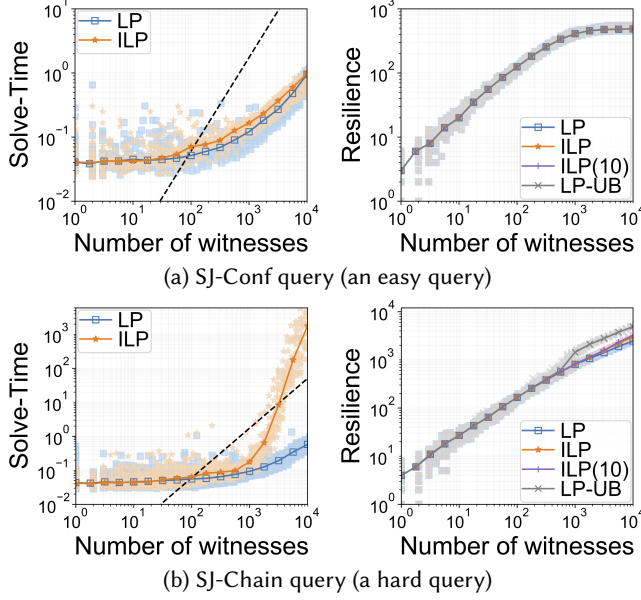 10^1
10^0
10^-1
10^-2
Solve-Time
LP
ILP
10^0 10^1 10^2 10^3 10^4
Number of witnesses
10^3
10^2
10^1
10^0
Resilience
LP
ILP
ILP(10)
LP-UB
10^0 10^1 10^2 10^3 10^4
Number of witnesses
(a) SJ-Conf query (an easy query)
10^3
10^2
10^1
10^0
10^-1
10^-2
Solve-Time
LP
ILP
10^0 10^1 10^2 10^3 10^4
Number of witnesses
10^4
10^3
10^2
10^1
10^0
Resilience
LP
ILP
ILP(10)
LP-UB
10^0 10^1 10^2 10^3 10^4
Number of witnesses
(b) SJ-Chain query (a hard query)